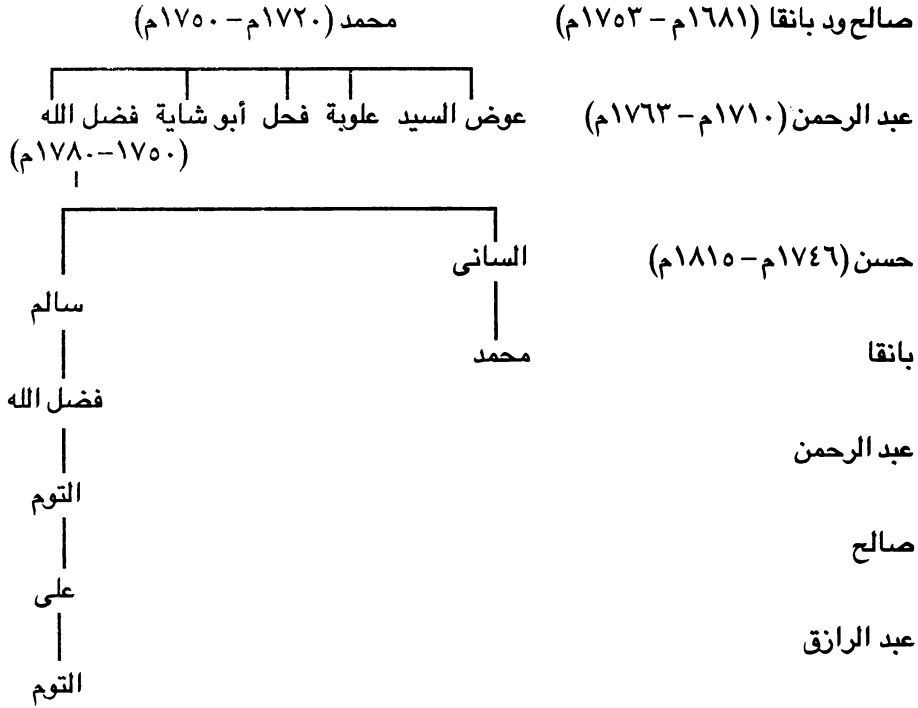 صالح ود بانقا (١٦٨١م – ١٧٥٣م) محمد (١٧٢٠م – ١٧٥٠م)
عبد الرحمن (١٧١٠م – ١٧٦٣م) عوض السيد علوبة فحل أبو شاية فضل الله
(١٧٥٠–١٧٨٠م)
حسن (١٧٤٦م – ١٨١٥م) السانى
سالم
بانقا محمد
فضل الله
عبد الرحمن
التوم
صالح
على
عبد الرازق
التوم